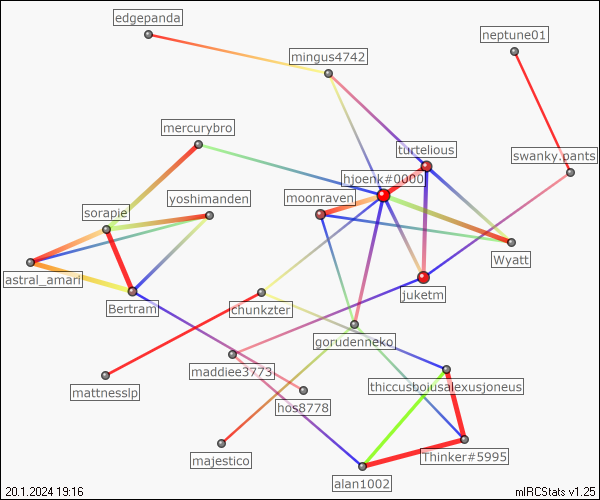 edgepanda
neptune01
mingus4742
mercurybro
turtelious
swanky.pants
hjoenk#0000
yoshimanden
moonraven
sorapie
Wyatt
astral_amari
juketm
Bertram
chunkzter
gorudenneko
maddiee3773
thiccusboiusalexusjoneus
mattnesslp
hos8778
Thinker#5995
majestico
alan1002
20.1.2024 19:16
mIRCStats v1.25